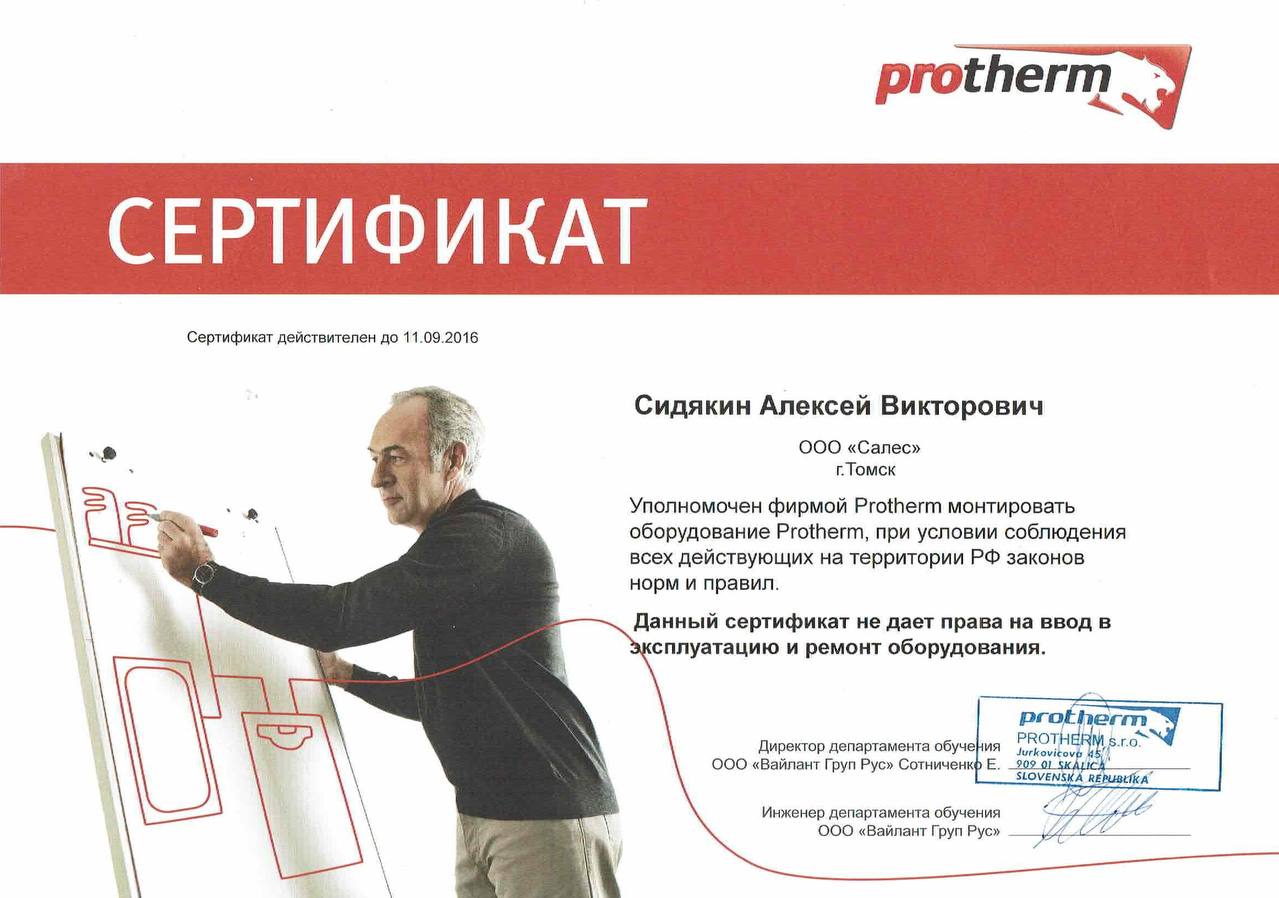 protherm
СЕРТИФИКАТ
Сертификат действителен до 11.09.2016
Сидякин Алексей Викторович
ООО «Салес»
г.Томск
Уполномочен фирмой Protherm монтировать
оборудование Protherm, при условии соблюдения
всех действующих на территории РФ законов
норм и правил.
Данный сертификат не дает права на ввод в
эксплуатацию и ремонт оборудования.
Директор департамента обучения
ООО «Вайлант Груп Рус» Сотниченко Е.
protherm
PROTHERM s.r.o.
Jurkovicova 45
909 01 SKALICA
SLOVENSKÁ REPUBLIKA
Инженер департамента обучения
ООО «Вайлант Груп Рус»